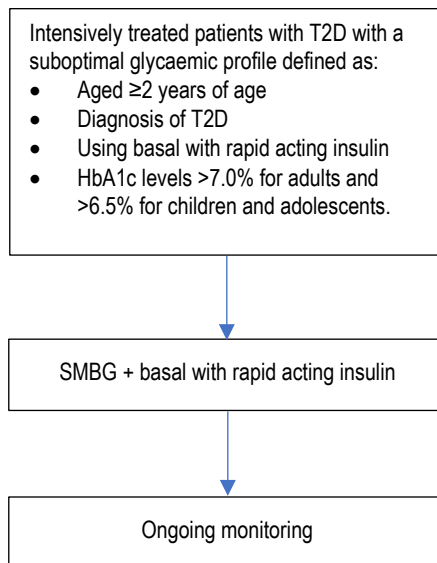 Intensively treated patients with T2D with a
suboptimal glycaemic profile defined as:
• Aged ≥2 years of age
• Diagnosis of T2D
• Using basal with rapid acting insulin
• HbA1c levels >7.0% for adults and
>6.5% for children and adolescents.
SMBG + basal with rapid acting insulin
Ongoing monitoring